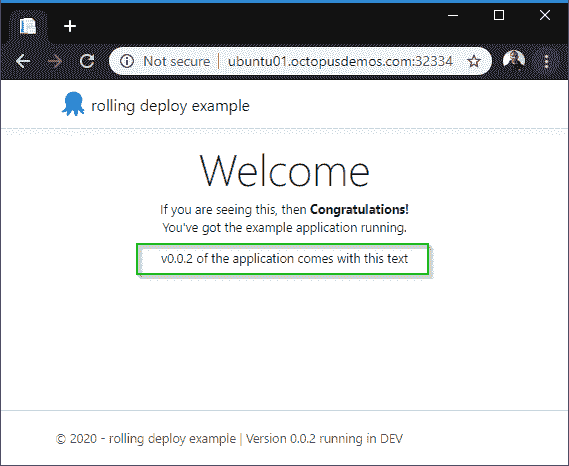 Not secure | ubuntu01.octopusdemos.com:32334
rolling deploy example
Welcome
If you are seeing this, then Congratulations!
You've got the example application running.
v0.0.2 of the application comes with this text
© 2020 - rolling deploy example | Version 0.0.2 running in DEV